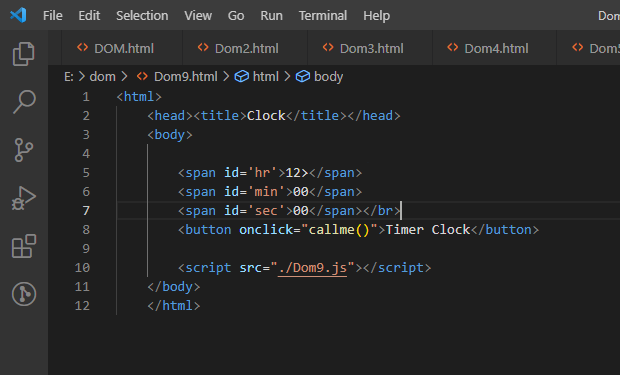 File Edit Selection View Go Run Terminal Help Dom
DOM.html Dom2.html Dom3.html Dom4.html Dom5
E: > dom > Dom9.html > html > body
1 <html>
2 <head><title>Clock</title></head>
3 <body>
4
5 <span id='hr'>12></span>
6 <span id='min'>00</span>
7 <span id='sec'>00</span></br>
8 <button onclick="callme()">Timer Clock</button>
9
10 <script src="./Dom9.js"></script>
11 </body>
12 </html>